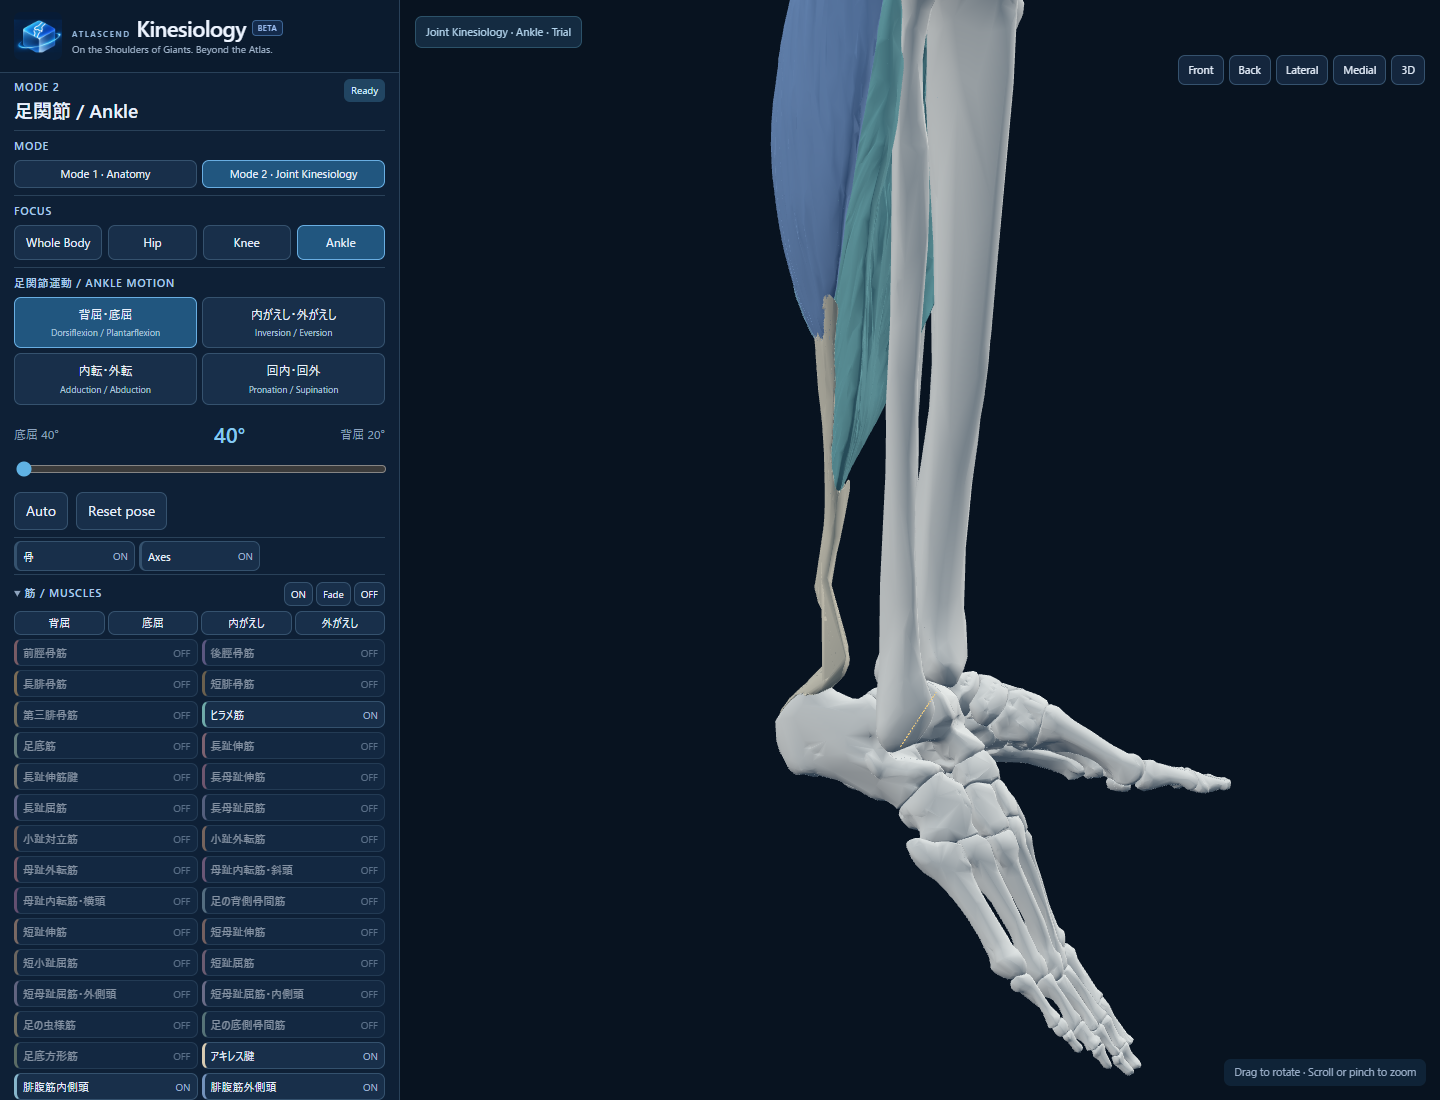 ATLASCEND Kinesiology BETA
On the Shoulders of Giants. Beyond the Atlas.
MODE 2
足関節 / Ankle
Ready
MODE
Mode 1 · Anatomy
Mode 2 · Joint Kinesiology
FOCUS
Whole Body
Hip
Knee
Ankle
足関節運動 / ANKLE MOTION
背屈・底屈
Dorsiflexion / Plantarflexion
内がえし・外がえし
Inversion / Eversion
内転・外転
Adduction / Abduction
回内・回外
Pronation / Supination
底屈 40°
40°
背屈 20°
Auto
Reset pose
骨 ON
Axes ON
▼ 筋 / MUSCLES
ON
Fade
OFF
背屈
底屈
内がえし
外がえし
前脛骨筋 OFF
後脛骨筋 OFF
長腓骨筋 OFF
短腓骨筋 OFF
第三腓骨筋 OFF
ヒラメ筋 ON
足底筋 OFF
長趾伸筋 OFF
長趾伸筋腱 OFF
長母趾伸筋 OFF
長趾屈筋 OFF
長母趾屈筋 OFF
小趾対立筋 OFF
小趾外転筋 OFF
母趾外転筋 OFF
母趾内転筋・斜頭 OFF
母趾内転筋・横頭 OFF
足の背側骨間筋 OFF
短趾伸筋 OFF
短母趾伸筋 OFF
短小趾屈筋 OFF
短趾屈筋 OFF
短母趾屈筋・外側頭 OFF
短母趾屈筋・内側頭 OFF
足の虫様筋 OFF
足の底側骨間筋 OFF
足底方形筋 OFF
アキレス腱 ON
腓腹筋内側頭 ON
腓腹筋外側頭 ON
Joint Kinesiology · Ankle · Trial
Front
Back
Lateral
Medial
3D
Drag to rotate · Scroll or pinch to zoom